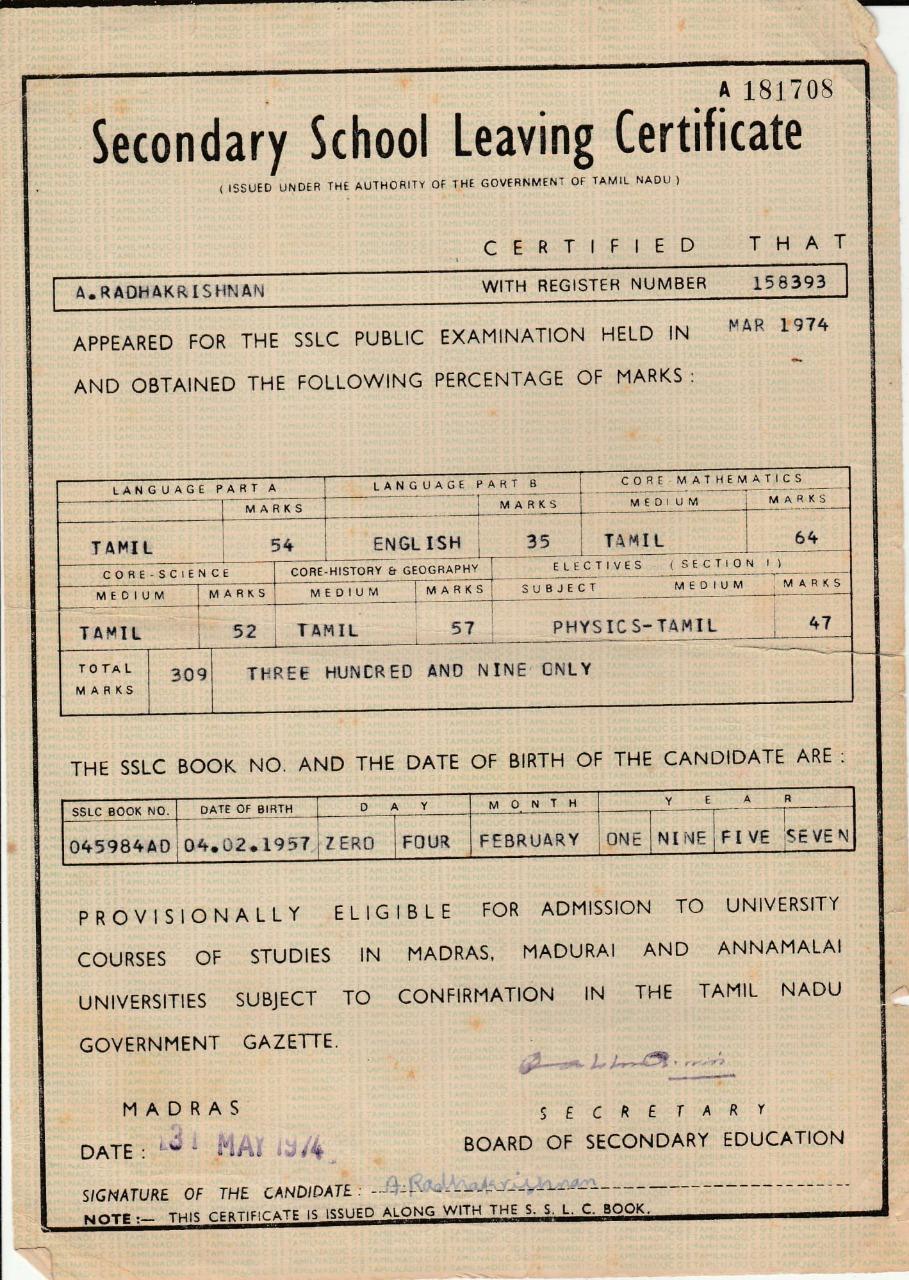 A 181708
Secondary School Leaving Certificate
( ISSUED UNDER THE AUTHORITY OF THE GOVERNMENT OF TAMIL NADU )
CERTIFIED THAT
A.RADHAKRISHNAN WITH REGISTER NUMBER 158393
APPEARED FOR THE SSLC PUBLIC EXAMINATION HELD IN MAR 1974
AND OBTAINED THE FOLLOWING PERCENTAGE OF MARKS :
LANGUAGE PART A LANGUAGE PART B CORE-MATHEMATICS
MARKS MARKS MEDIUM MARKS
TAMIL 54 ENGLISH 35 TAMIL 64
CORE-SCIENCE CORE-HISTORY & GEOGRAPHY ELECTIVES (SECTION I)
MEDIUM MARKS MEDIUM MARKS SUBJECT MEDIUM MARKS
TAMIL 52 TAMIL 57 PHYSICS-TAMIL 47
TOTAL MARKS 309 THREE HUNDRED AND NINE ONLY
THE SSLC BOOK NO. AND THE DATE OF BIRTH OF THE CANDIDATE ARE :
SSLC BOOK NO. DATE OF BIRTH DAY MONTH YEAR
045984AD 04.02.1957 ZERO FOUR FEBRUARY ONE NINE FIVE SEVEN
PROVISIONALLY ELIGIBLE FOR ADMISSION TO UNIVERSITY
COURSES OF STUDIES IN MADRAS, MADURAI AND ANNAMALAI
UNIVERSITIES SUBJECT TO CONFIRMATION IN THE TAMIL NADU
GOVERNMENT GAZETTE.
MADRAS SECRETARY
DATE : 31 MAY 1974 BOARD OF SECONDARY EDUCATION
SIGNATURE OF THE CANDIDATE : A.Radhakrishnan
NOTE :— THIS CERTIFICATE IS ISSUED ALONG WITH THE S. S. L. C. BOOK.